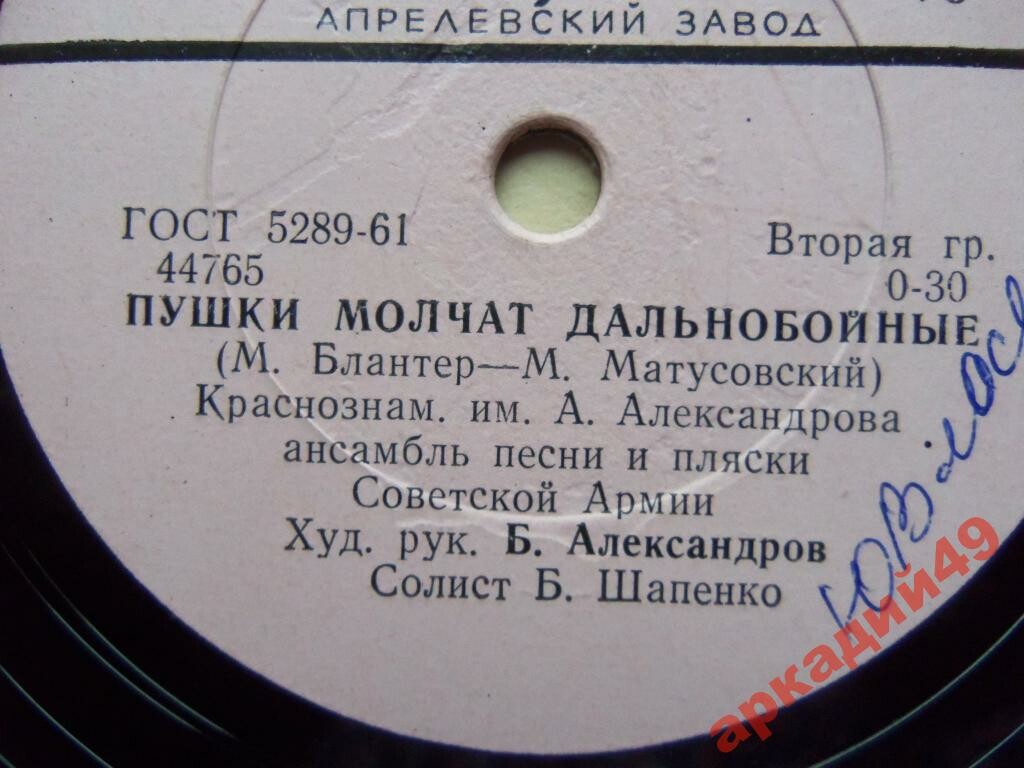 АПРЕЛЕВСКИЙ ЗАВОД
ГОСТ 5289-61
44765
Вторая гр.
0-30
ПУШКИ МОЛЧАТ ДАЛЬНОБОЙНЫЕ
(М. Блантер—М. Матусовский)
Краснознам. им. А. Александрова
ансамбль песни и пляски
Советской Армии
Худ. рук. Б. Александров
Солист Б. Шапенко
аркадий49